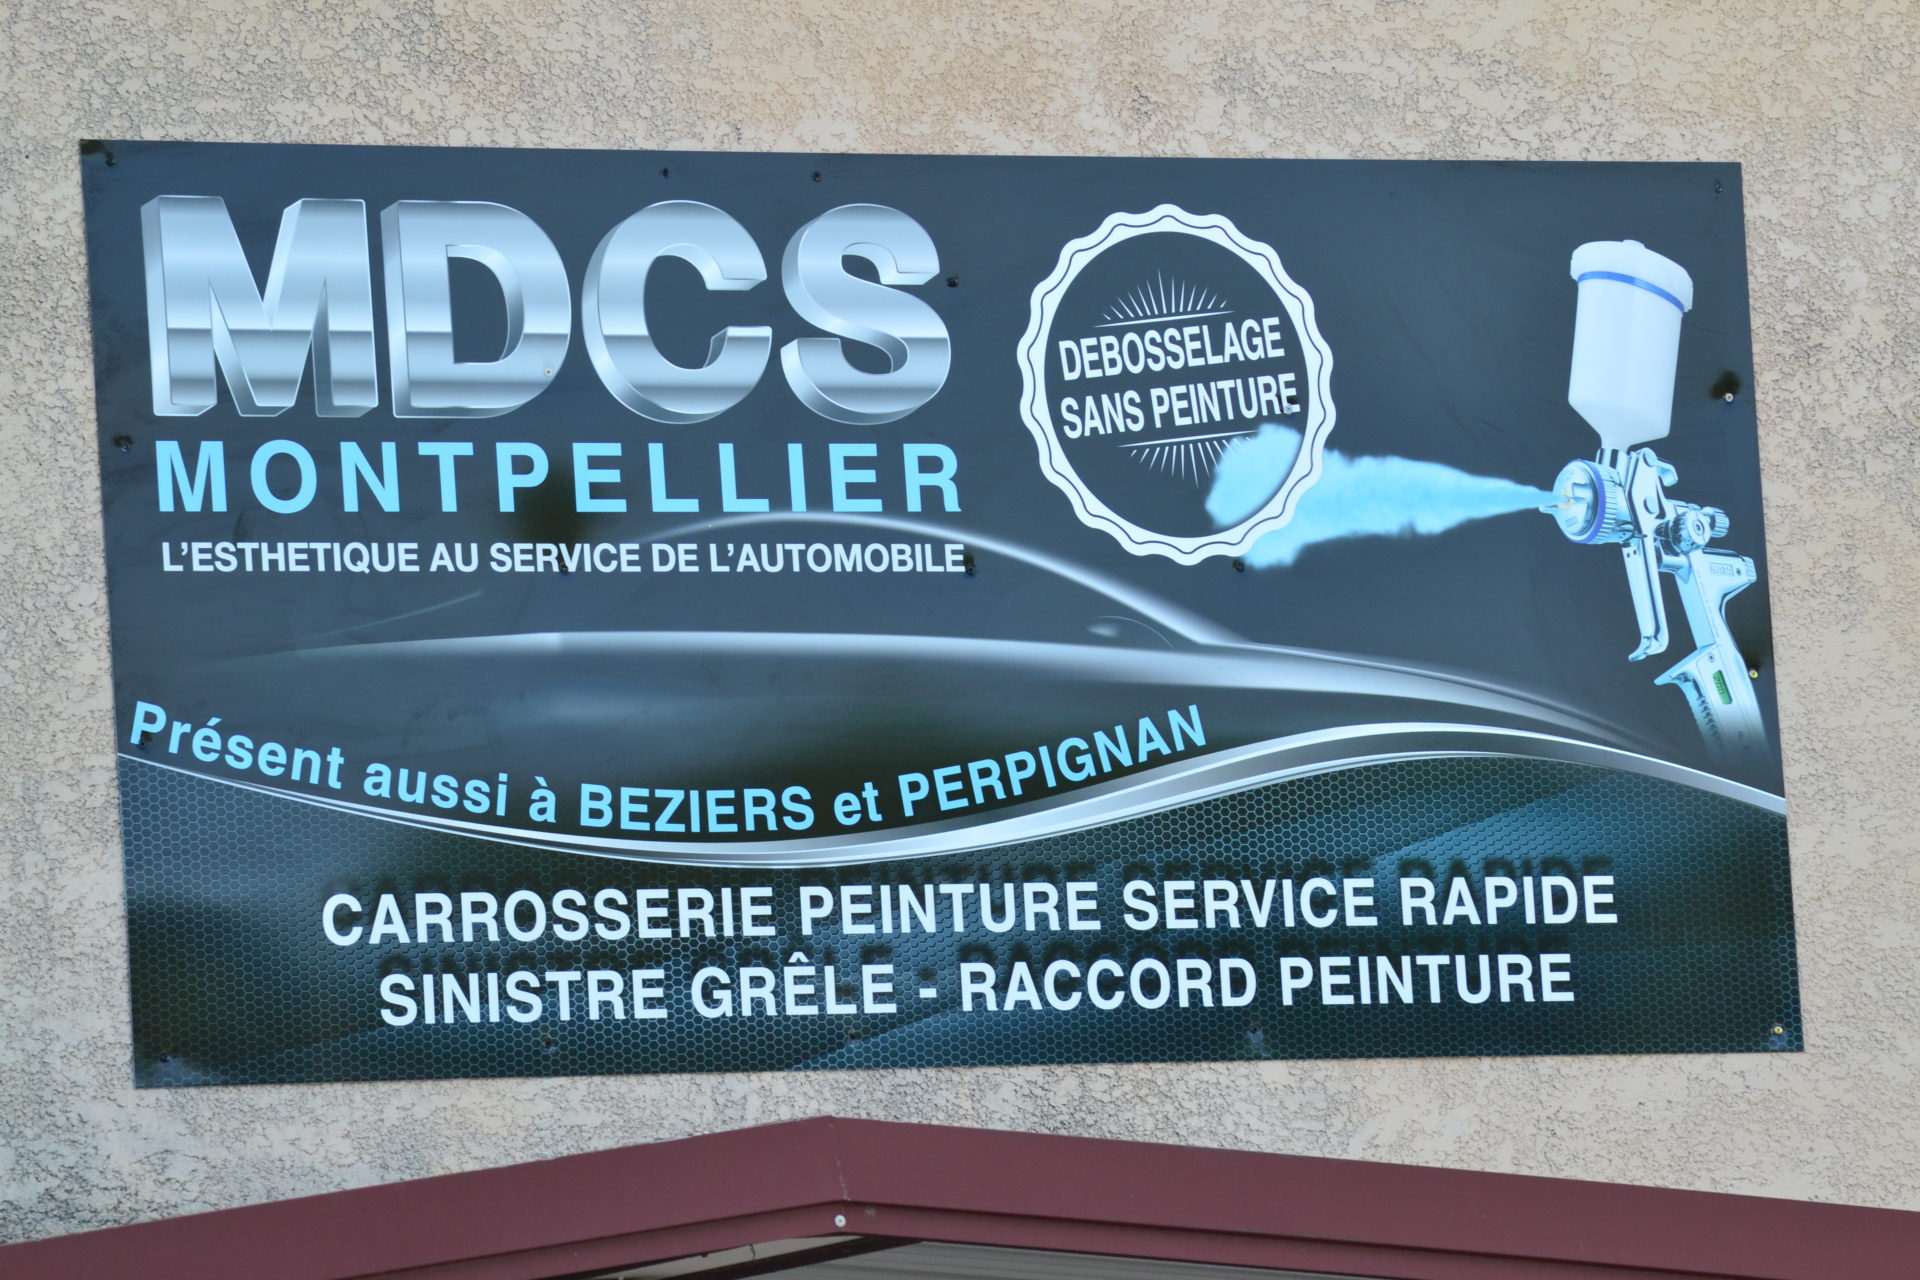 MDCS
MONTPELLIER
L'ESTHETIQUE AU SERVICE DE L'AUTOMOBILE
DEBOSSELAGE
SANS PEINTURE
Présent aussi à BEZIERS et PERPIGNAN
CARROSSERIE PEINTURE SERVICE RAPIDE
SINISTRE GRÊLE - RACCORD PEINTURE